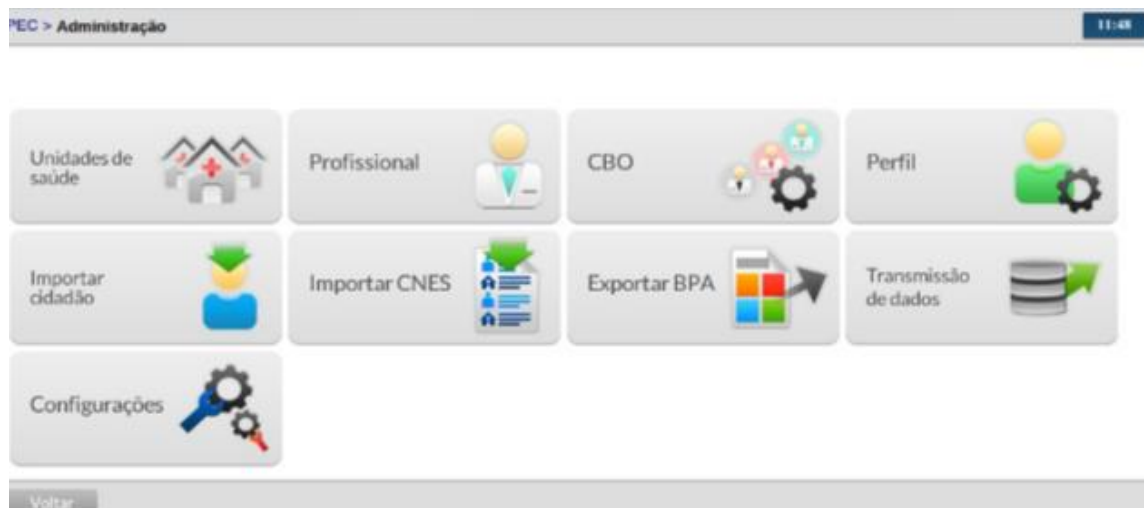 PEC > Administração
11:48
Unidades de
saúde
Profissional
CBO
Perfil
Importar
cidadão
Importar CNES
Exportar BPA
Transmissão
de dados
Configurações
Voltar